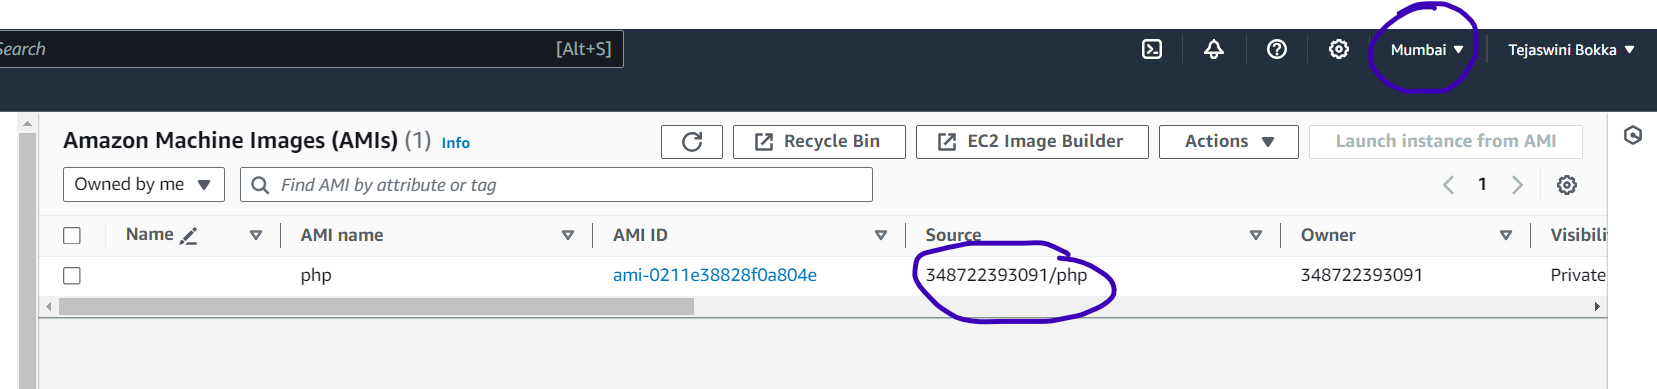 Search [Alt+S] Mumbai Tejaswini Bokka
Amazon Machine Images (AMIs) (1) Info Recycle Bin EC2 Image Builder Actions Launch instance from AMI
Owned by me Find AMI by attribute or tag 1
Name AMI name AMI ID Source Owner Visibili
php ami-0211e38828f0a804e 348722393091/php 348722393091 Private